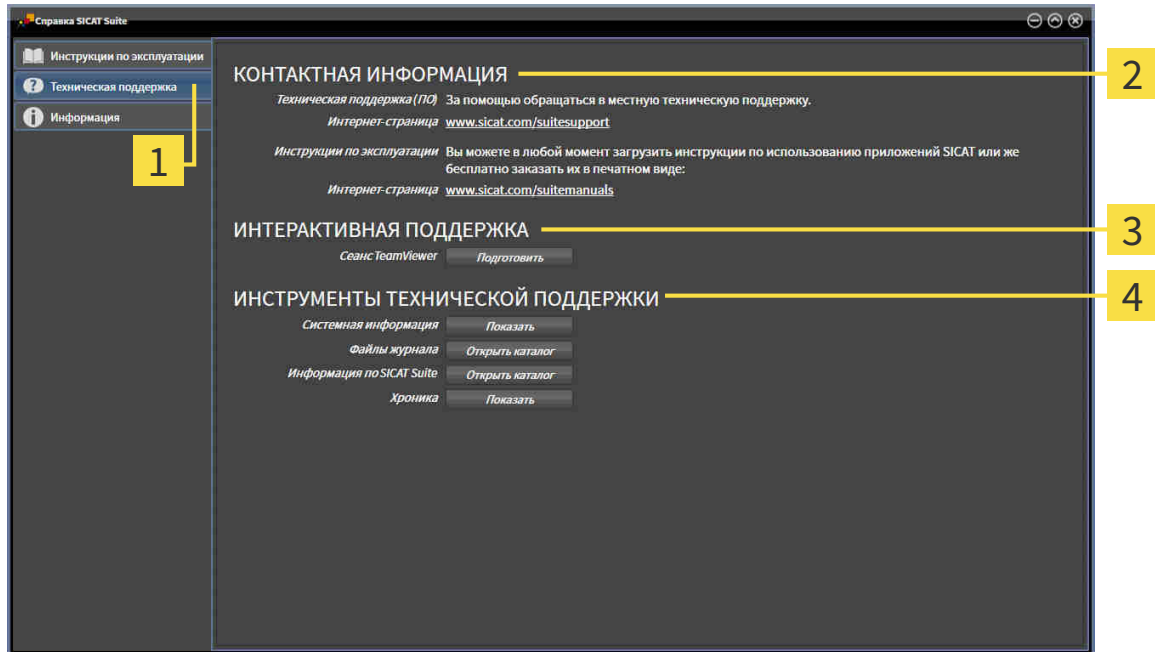 Справка SICAT Suite
Инструкции по эксплуатации
Техническая поддержка
Информация
1
КОНТАКТНАЯ ИНФОРМАЦИЯ
2
Техническая поддержка (ПО) За помощью обращаться в местную техническую поддержку.
Интернет-страница www.sicat.com/suitesupport
Инструкции по эксплуатации Вы можете в любой момент загрузить инструкции по использованию приложений SICAT или же
бесплатно заказать их в печатном виде:
Интернет-страница www.sicat.com/suitemanuals
ИНТЕРАКТИВНАЯ ПОДДЕРЖКА
3
Сеанс TeamViewer Подготовить
ИНСТРУМЕНТЫ ТЕХНИЧЕСКОЙ ПОДДЕРЖКИ
4
Системная информация Показать
Файлы журнала Открыть каталог
Информация по SICAT Suite Открыть каталог
Хроника Показать